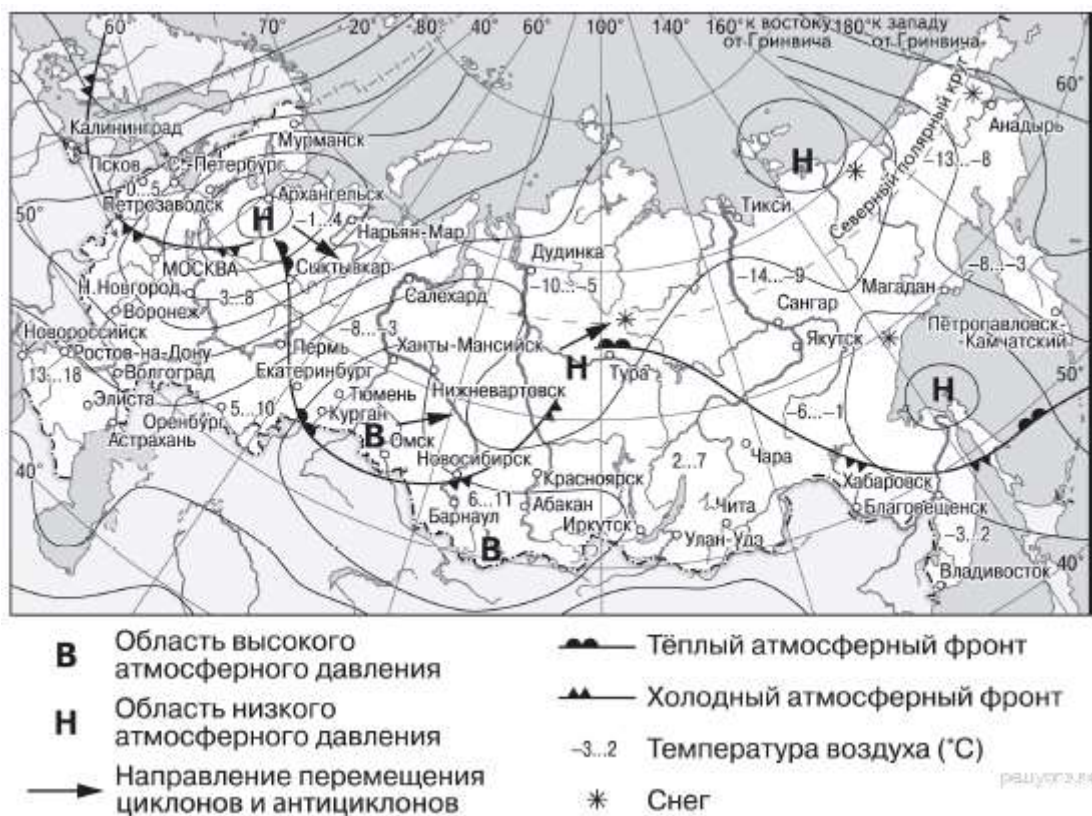 60°
70°
20°
40°
60°
100°
140°
160°
к востоку
от Гринвича
180°
к западу
от Гринвича
60°
Северный полярный круг
Калининград
Мурманск
Анадырь
Псков
С.-Петербург
–13...–8
Архангельск
50°
Петрозаводск
–0...5
Н
–1...4
Нарьян-Мар
Н
Тикси
МОСКВА
Сыктывкар
Дудинка
–14...–9
–8...–3
Н.Новгород
–3...8
Салехард
–10...–5
Магадан
Воронеж
Сангар
Новороссийск
–8...–3
Якутск
Петропавловск-
Камчатский
Ростов-на-Дону
Пермь
Ханты-Мансийск
Н
Тура
13...18
Волгоград
Екатеринбург
Нижневартовск
Н
50°
Элиста
5...10
Тюмень
–6...–1
Оренбург
Курган
В
Астрахань
Омск
2...7
Чара
40°
Новосибирск
Красноярск
Хабаровск
6...11
Барнаул
Абакан
Чита
Благовещенск
Иркутск
Улан-Удэ
В
–3...2
40°
Владивосток
В
Область высокого
атмосферного давления
Н
Область низкого
атмосферного давления
Направление перемещения
циклонов и антициклонов
Тёплый атмосферный фронт
Холодный атмосферный фронт
–3...2
Температура воздуха (°С)
Снег